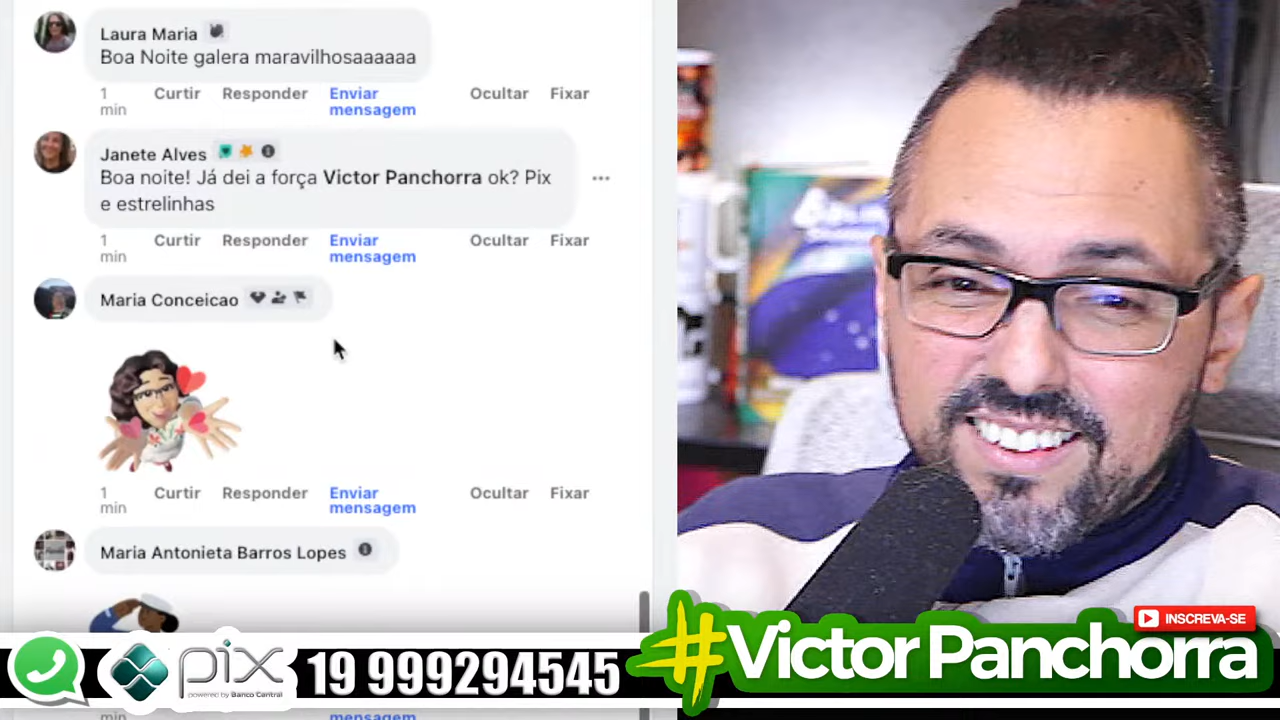 Laura Maria
Boa Noite galera maravilhosaaaaaa
1 min Curtir Responder Enviar mensagem Ocultar Fixar
Janete Alves
Boa noite! Já dei a força Victor Panchorra ok? Pix
e estrelinhas
1 min Curtir Responder Enviar mensagem Ocultar Fixar
Maria Conceicao
1 min Curtir Responder Enviar mensagem Ocultar Fixar
Maria Antonieta Barros Lopes
min mensagem
pix
powered by Banco Central
19 999294545
INSCREVA-SE
#Victor Panchorra